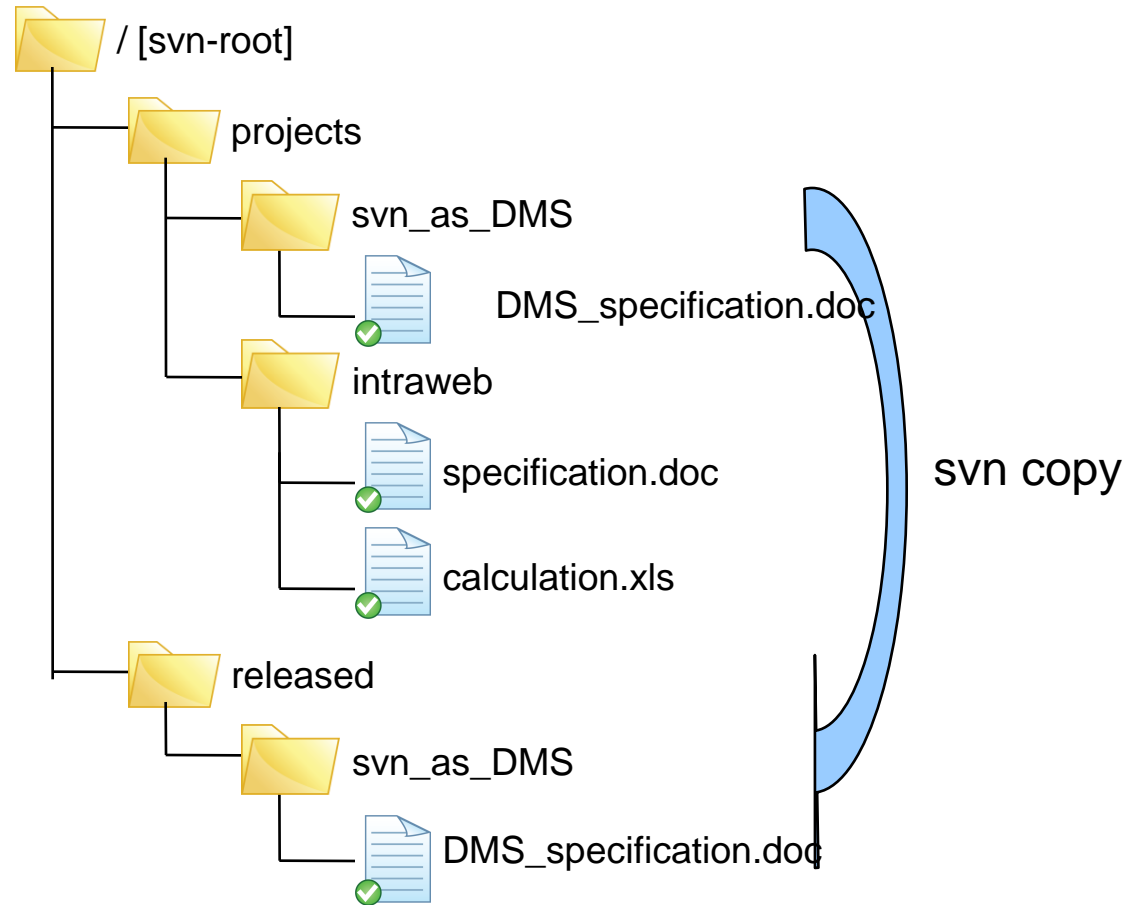 / [svn-root]
projects
svn_as_DMS
DMS_specification.doc
intraweb
specification.doc
svn copy
calculation.xls
released
svn_as_DMS
DMS_specification.doc